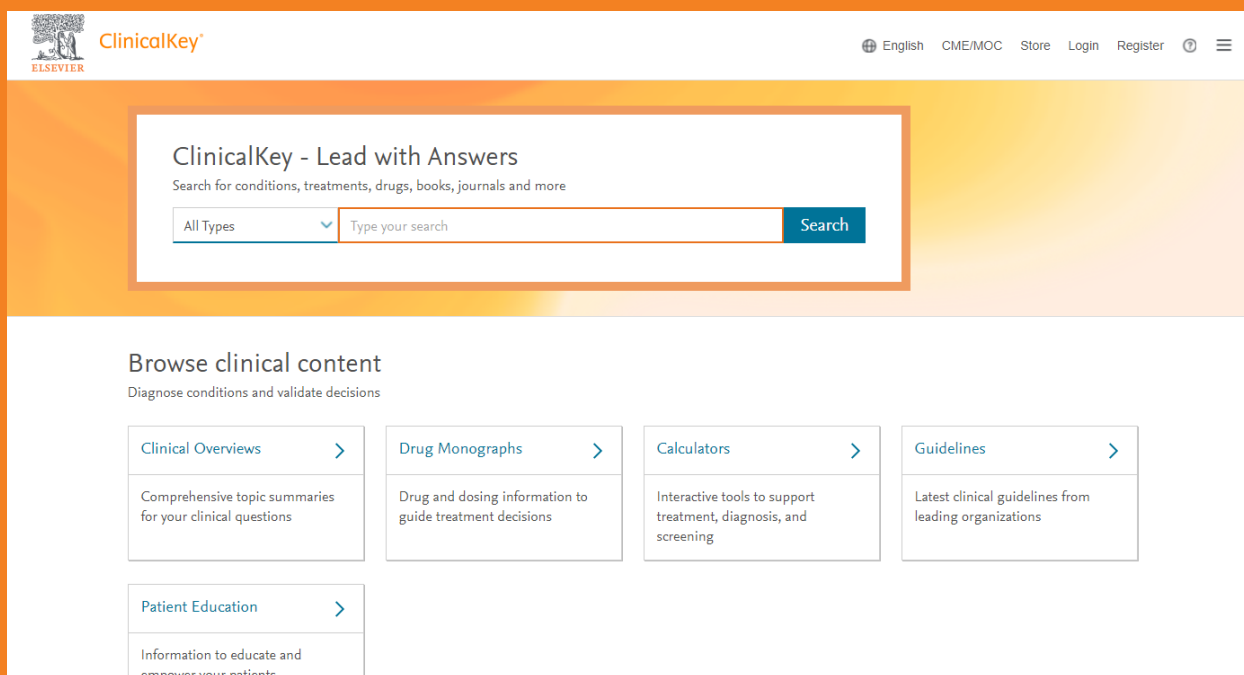 ELSEVIER
ClinicalKey®
English CME/MOC Store Login Register ?
ClinicalKey - Lead with Answers
Search for conditions, treatments, drugs, books, journals and more
All Types Type your search Search
Browse clinical content
Diagnose conditions and validate decisions
Clinical Overviews
Comprehensive topic summaries
for your clinical questions
Drug Monographs
Drug and dosing information to
guide treatment decisions
Calculators
Interactive tools to support
treatment, diagnosis, and
screening
Guidelines
Latest clinical guidelines from
leading organizations
Patient Education
Information to educate and
empower your patients